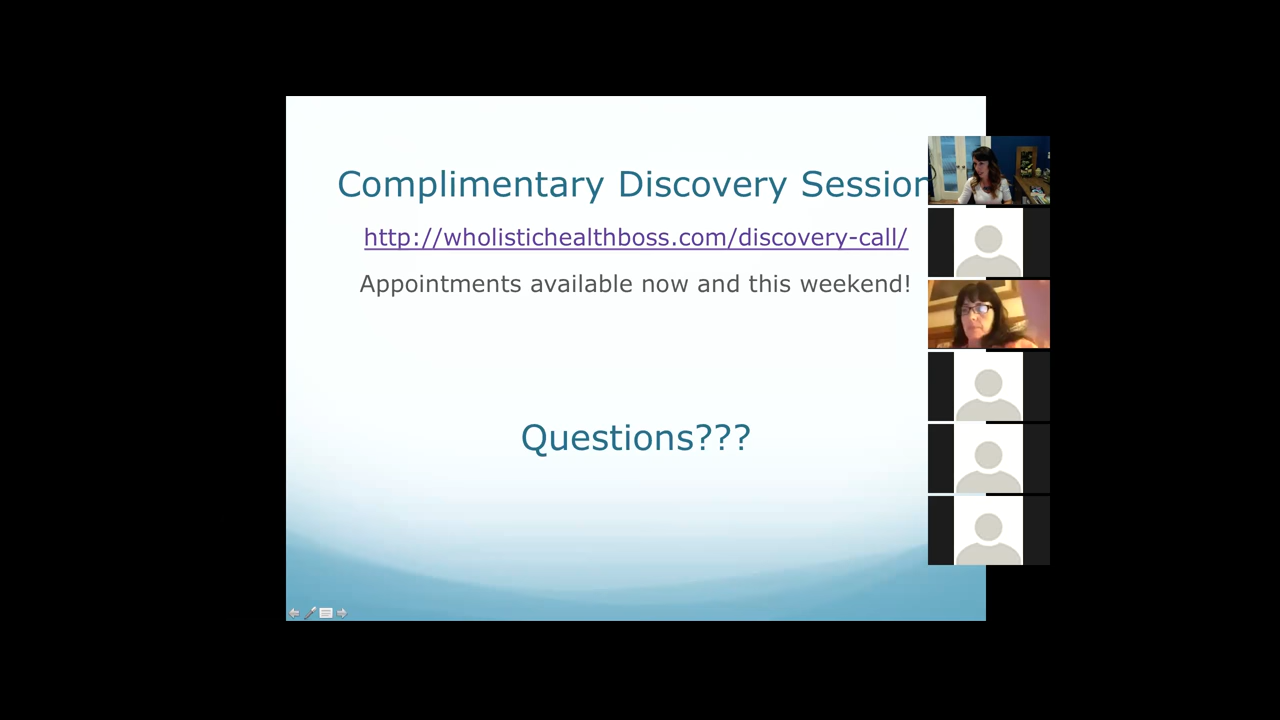 Complimentary Discovery Session
http://wholistichealthboss.com/discovery-call/
Appointments available now and this weekend!
Questions???